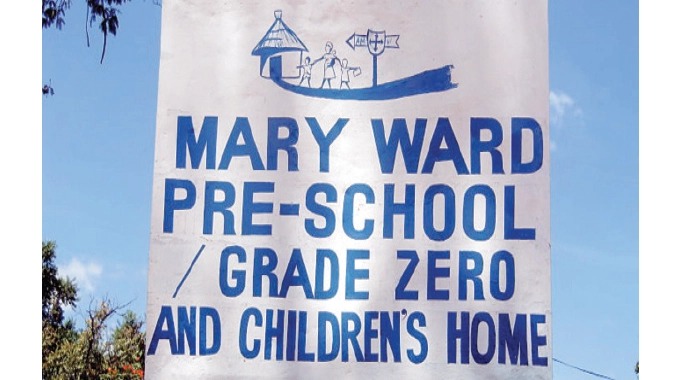 MARY WARD
PRE-SCHOOL
/ GRADE ZERO
AND CHILDREN'S HOME